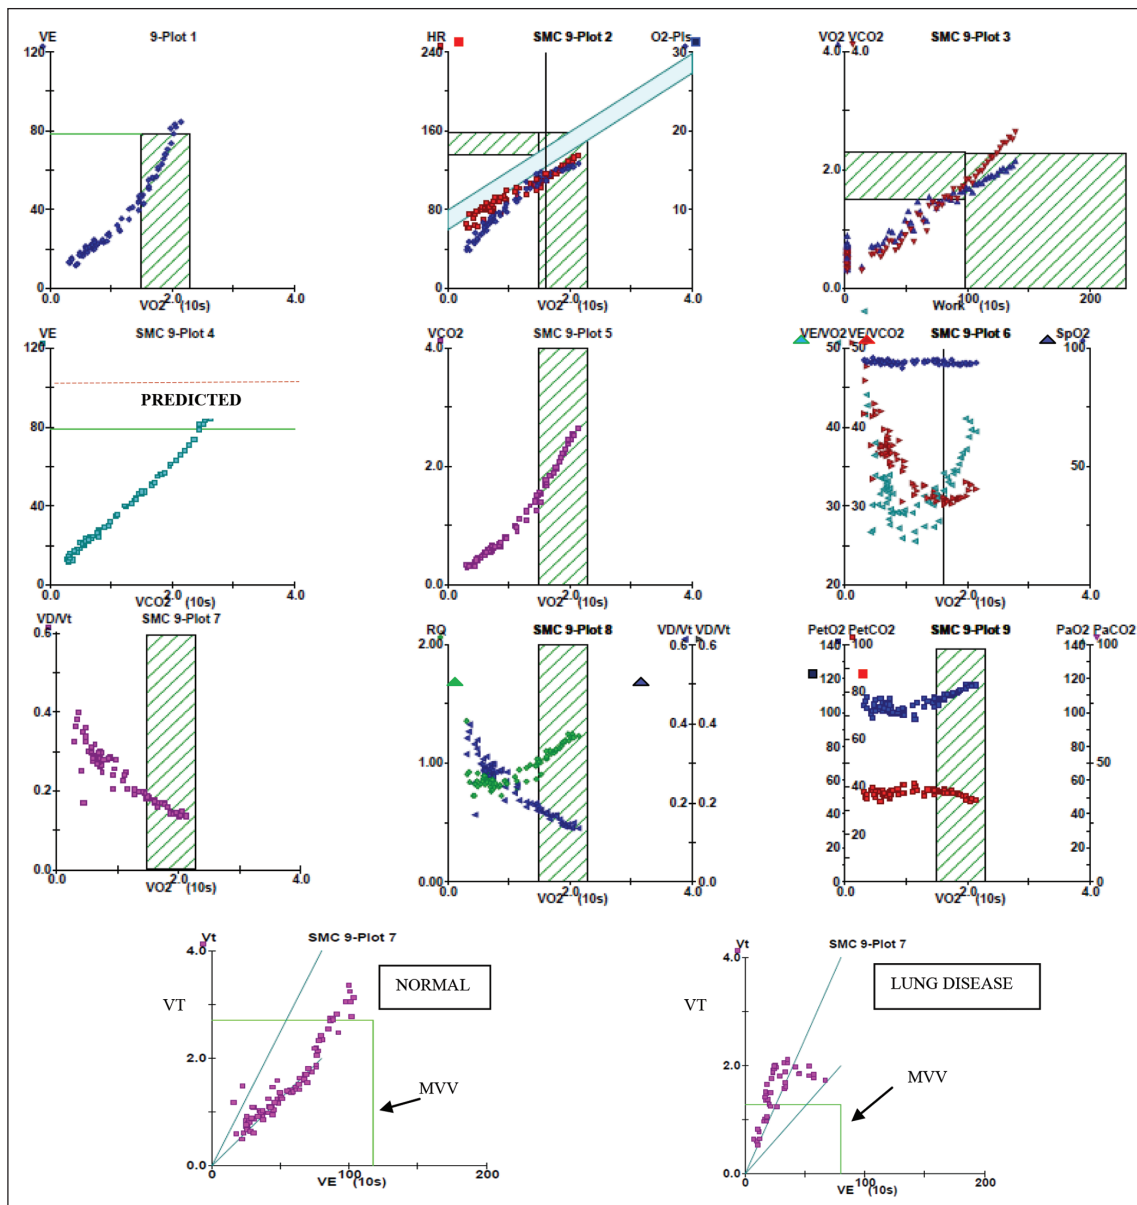 VE 9-Plot 1
120
80
40
0
0.0 2.0 4.0
VO2 (10s)
HR SMC 9-Plot 2 O2-Pls
240 30
160 20
80 10
0 0
0.0 2.0 4.0
VO2 (10s)
VO2 VCO2 SMC 9-Plot 3
4.0 4.0
2.0
0.0
0 100 200
Work (10s)
VE SMC 9-Plot 4
120
PREDICTED
80
40
0
0.0 2.0 4.0
VCO2 (10s)
VCO2 SMC 9-Plot 5
4.0
2.0
0.0
0.0 2.0 4.0
VO2 (10s)
VE/VO2 VE/VCO2 SMC 9-Plot 6 SpO2
50 50 100
40 40 50
30 30
20 0
0.0 2.0 4.0
VO2 (10s)
VD/Vt SMC 9-Plot 7
0.6
0.4
0.2
0.0
0.0 2.0 4.0
VO2 (10s)
RQ SMC 9-Plot 8 VD/Vt VD/Vt
2.00 0.6 0.6
0.4 0.4
1.00
0.2 0.2
0.00 0.0 0.0
0.0 2.0 4.0
VO2 (10s)
PetO2 PetCO2 SMC 9-Plot 9 PaO2 PaCO2
140 100 140 100
120 80 120
100 60 100 50
80 80
60 40 60
40 20 40
20 20
0 0 0 0
0.0 2.0 4.0
VO2 (10s)
Vt SMC 9-Plot 7
4.0
NORMAL
VT
2.0
MVV
0.0
0 100 200
VE (10s)
Vt SMC 9-Plot 7
4.0
LUNG DISEASE
VT
2.0
MVV
0.0
0 100 200
VE (10s)